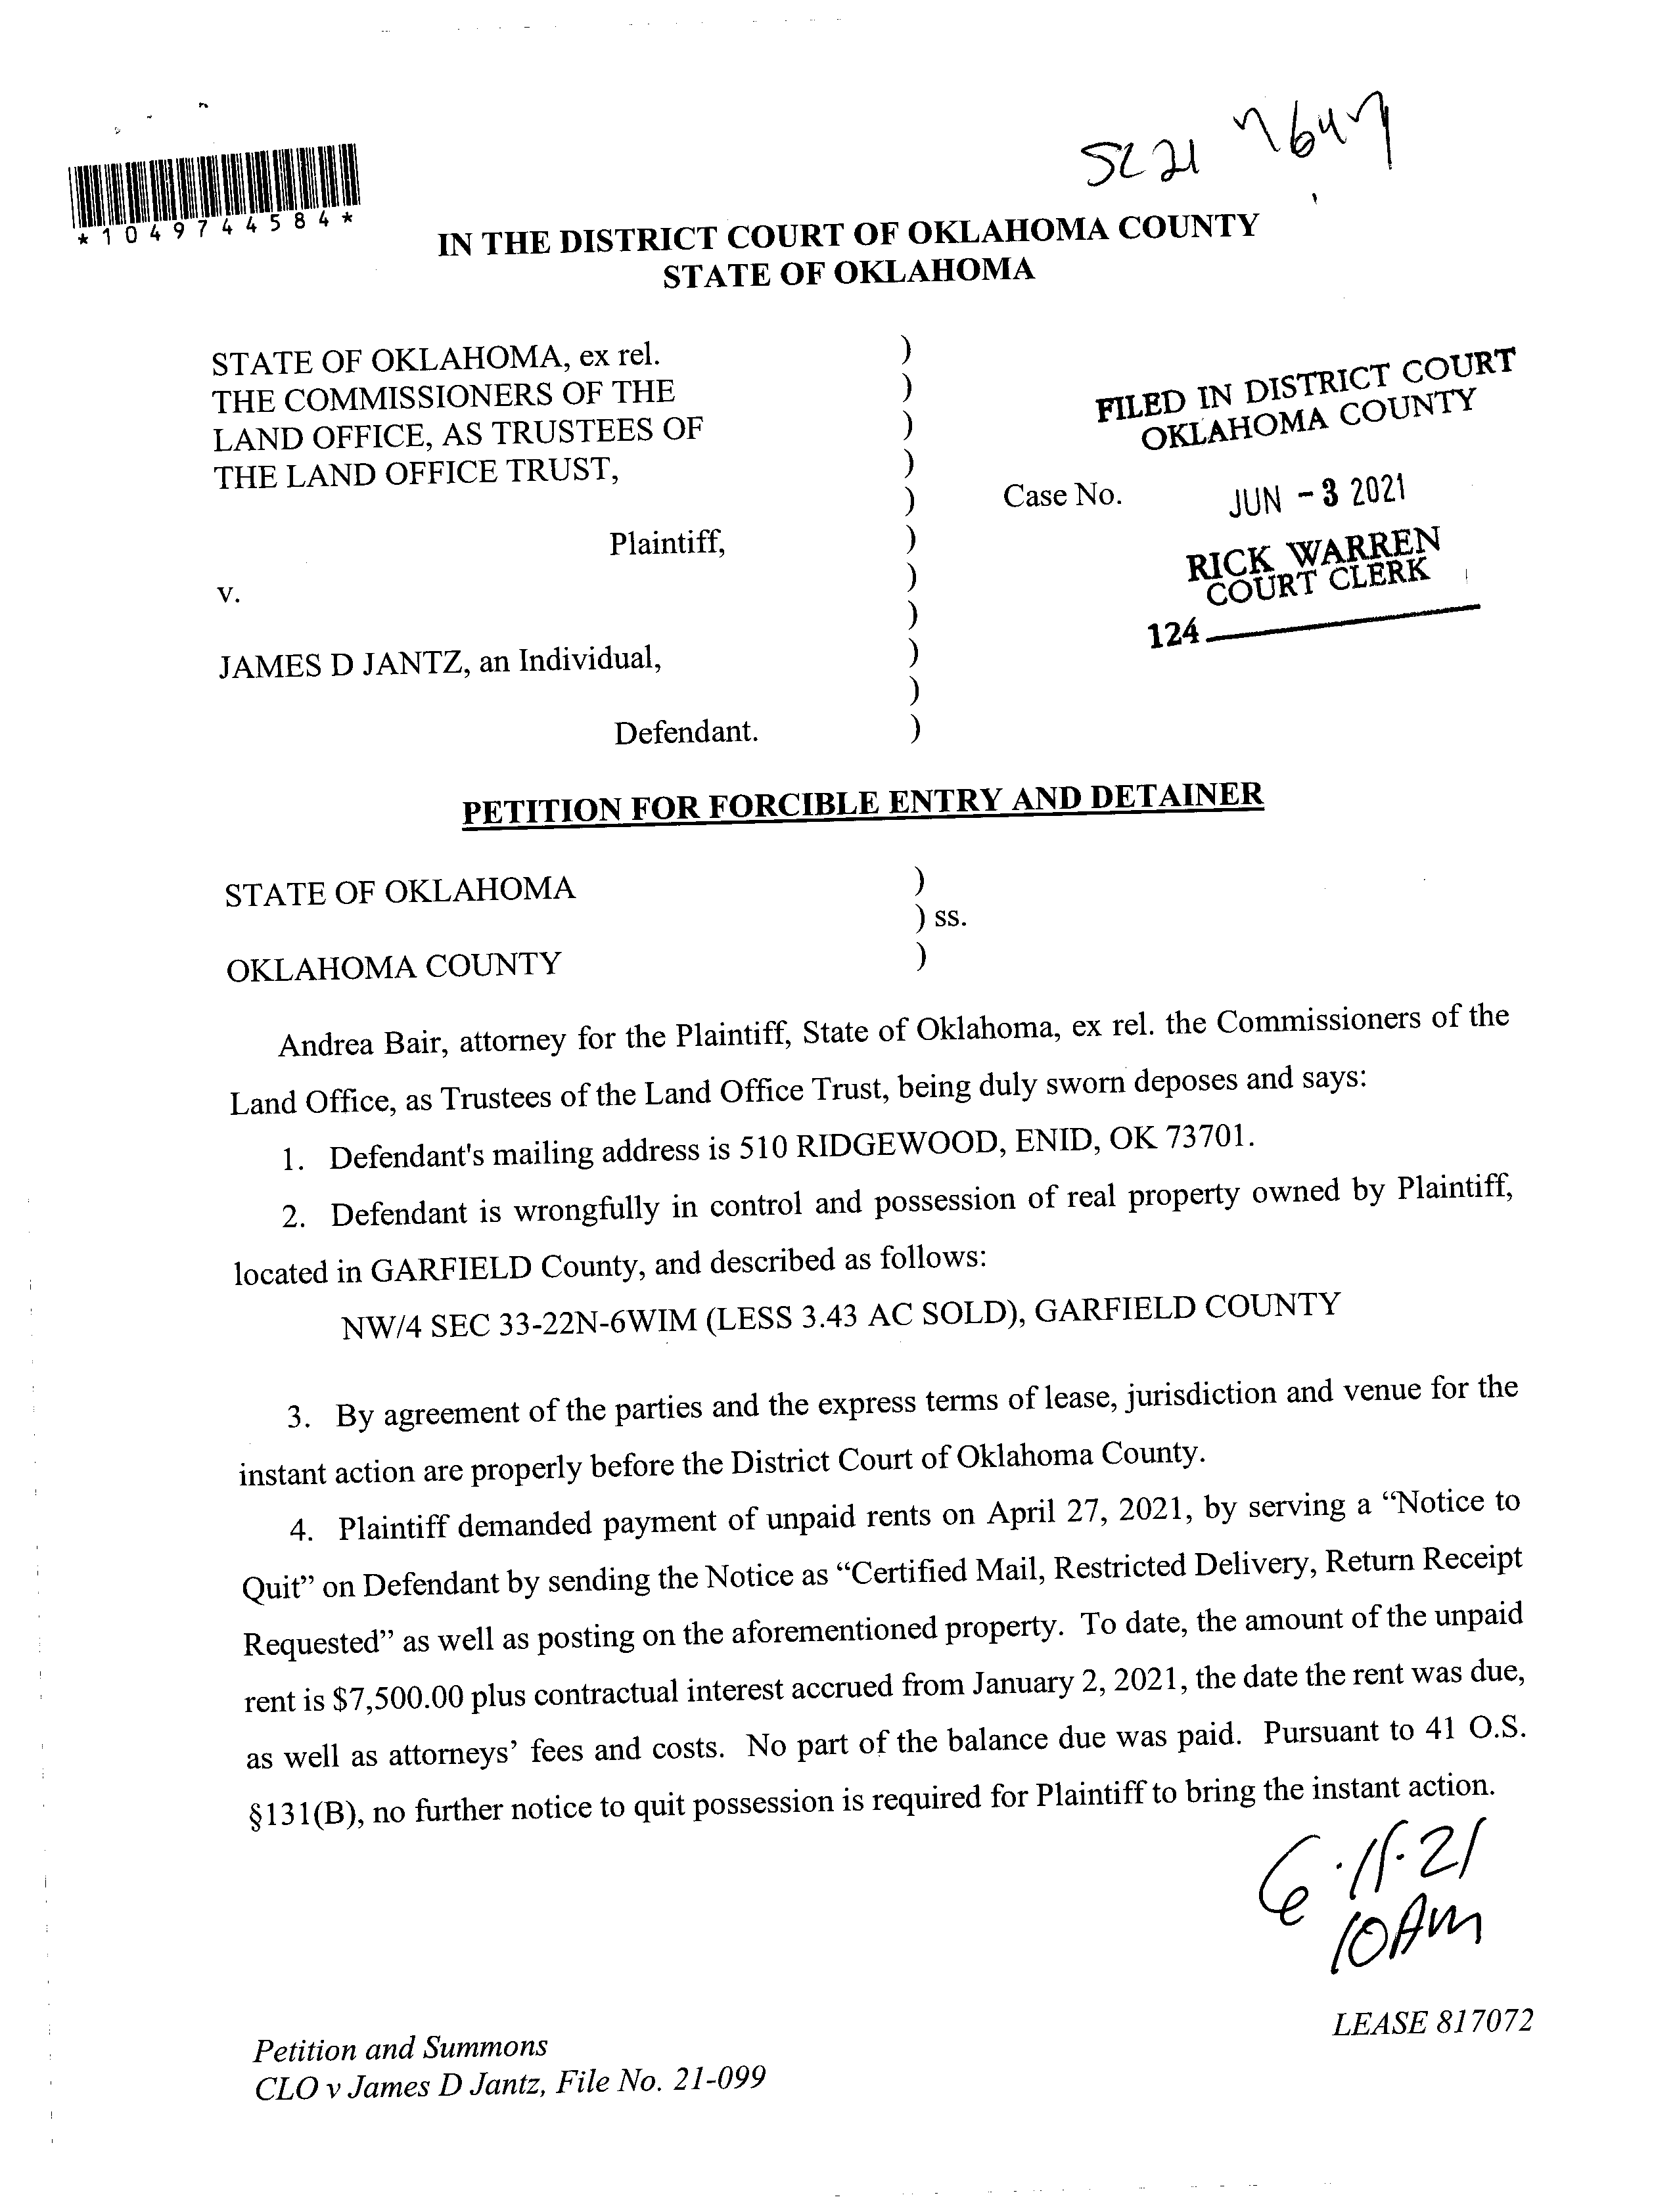 SC21 7647
*1049744584*
IN THE DISTRICT COURT OF OKLAHOMA COUNTY
STATE OF OKLAHOMA
STATE OF OKLAHOMA, ex rel. )
THE COMMISSIONERS OF THE )
LAND OFFICE, AS TRUSTEES OF )
THE LAND OFFICE TRUST, )
) Case No.
Plaintiff, )
)
v. )
)
JAMES D JANTZ, an Individual, )
)
Defendant. )
FILED IN DISTRICT COURT
OKLAHOMA COUNTY
JUN - 3 2021
RICK WARREN
COURT CLERK
124
PETITION FOR FORCIBLE ENTRY AND DETAINER
STATE OF OKLAHOMA )
) ss.
OKLAHOMA COUNTY )
Andrea Bair, attorney for the Plaintiff, State of Oklahoma, ex rel. the Commissioners of the
Land Office, as Trustees of the Land Office Trust, being duly sworn deposes and says:
1. Defendant's mailing address is 510 RIDGEWOOD, ENID, OK 73701.
2. Defendant is wrongfully in control and possession of real property owned by Plaintiff,
located in GARFIELD County, and described as follows:
NW/4 SEC 33-22N-6WIM (LESS 3.43 AC SOLD), GARFIELD COUNTY
3. By agreement of the parties and the express terms of lease, jurisdiction and venue for the
instant action are properly before the District Court of Oklahoma County.
4. Plaintiff demanded payment of unpaid rents on April 27, 2021, by serving a “Notice to
Quit” on Defendant by sending the Notice as “Certified Mail, Restricted Delivery, Return Receipt
Requested” as well as posting on the aforementioned property. To date, the amount of the unpaid
rent is $7,500.00 plus contractual interest accrued from January 2, 2021, the date the rent was due,
as well as attorneys’ fees and costs. No part of the balance due was paid. Pursuant to 41 O.S.
§131(B), no further notice to quit possession is required for Plaintiff to bring the instant action.
6·11·21
10AM
LEASE 817072
Petition and Summons
CLO v James D Jantz, File No. 21-099